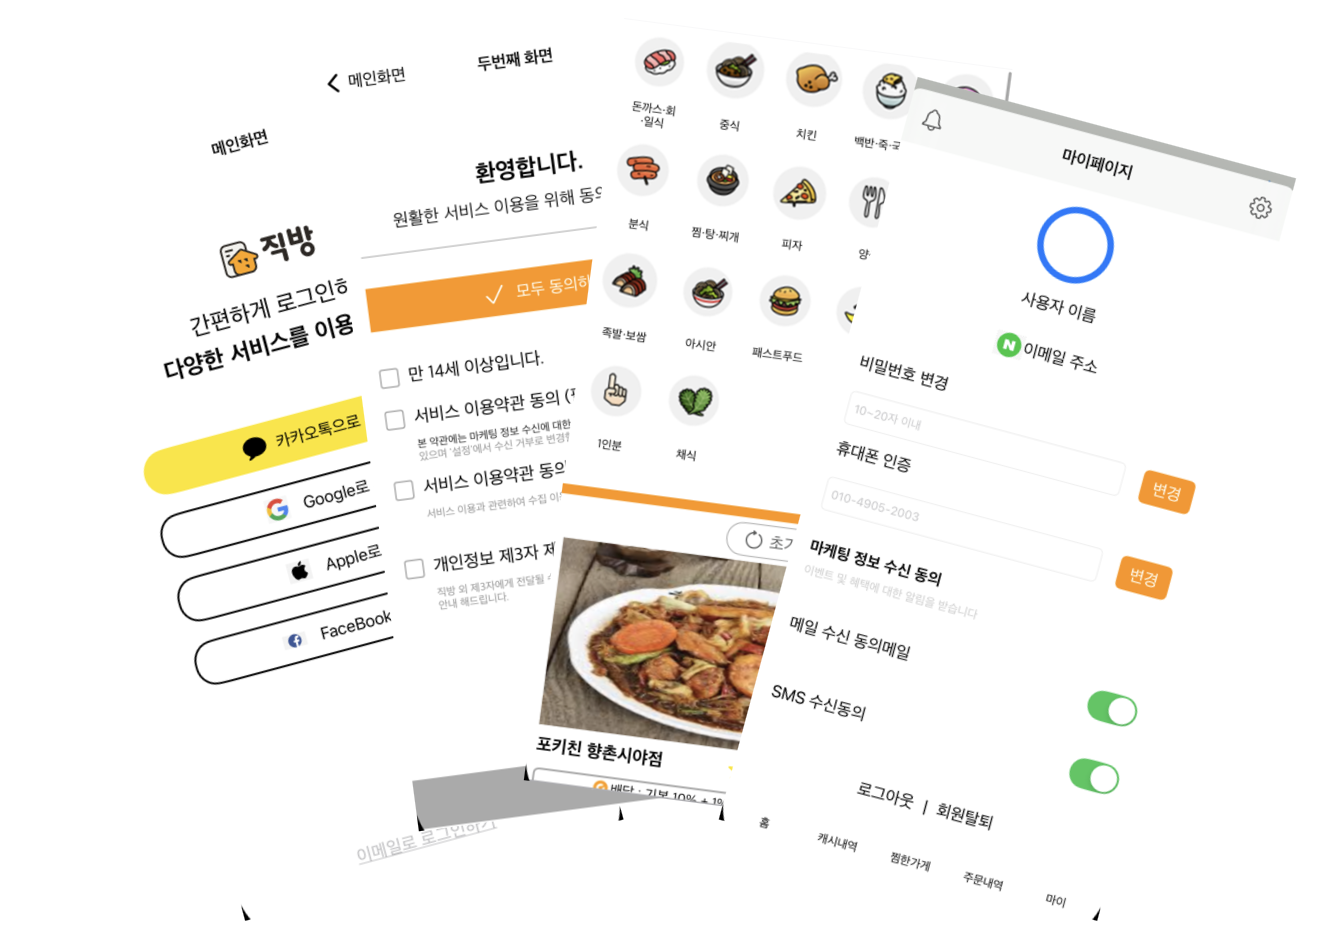 메인화면
직방
간편하게 로그인
다양한 서비스를 이용
카카오톡으로
Google로
Apple로
FaceBook
이메일로 로그인하기
메인화면
두번째 화면
환영합니다.
원활한 서비스 이용을 위해
모두 동의
만 14세 이상입니다.
서비스 이용약관 동의
본 약관에는 마케팅 정보 수신에 대한
있으며 '설정'에서 수신 거부로 변경
서비스 이용약관 동의
서비스 이용과 관련하여 수집
개인정보 제3자
직방 외 제3자에게 전달될
안내 해드립니다.
돈까스·회
·일식
중식
치킨
백반·죽·
분식
찜·탕·찌개
피자
양·
족발·보쌈
아시안
패스트푸드
1인분
채식
초기
포키친 향촌시야점
배달 : 기본 10% + 1%
마이페이지
사용자 이름
N 이메일 주소
비밀번호 변경
10~20자 이내
변경
휴대폰 인증
010-4905-2003
변경
마케팅 정보 수신 동의
이벤트 및 혜택에 대한 알림을 받습니다
메일 수신 동의메일
SMS 수신동의
로그아웃 | 회원탈퇴
홈
캐시내역
찜한가게
주문내역
마이